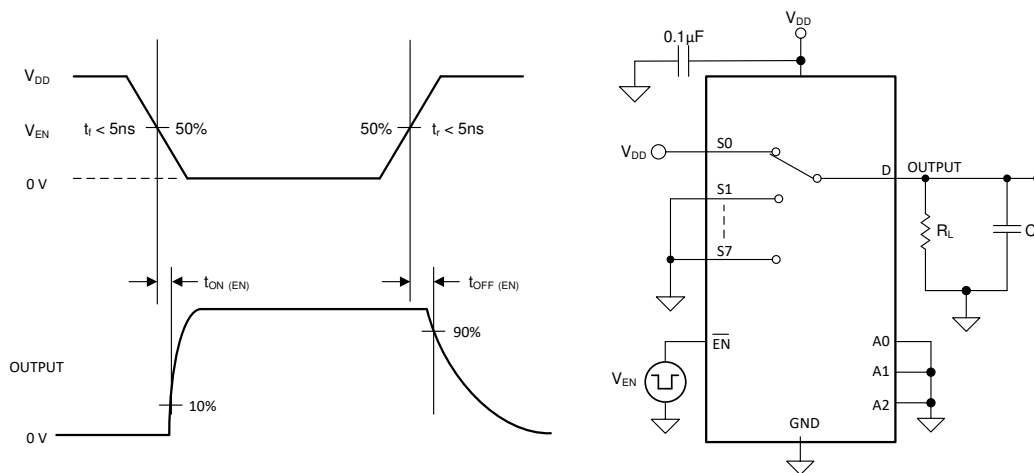 V_DD
V_EN
t_f < 5ns
50%
50%
t_r < 5ns
0 V
t_ON (EN)
t_OFF (EN)
90%
OUTPUT
10%
0 V
V_DD
0.1µF
V_DD
S0
D
OUTPUT
S1
S7
R_L
EN
V_EN
A0
A1
A2
GND